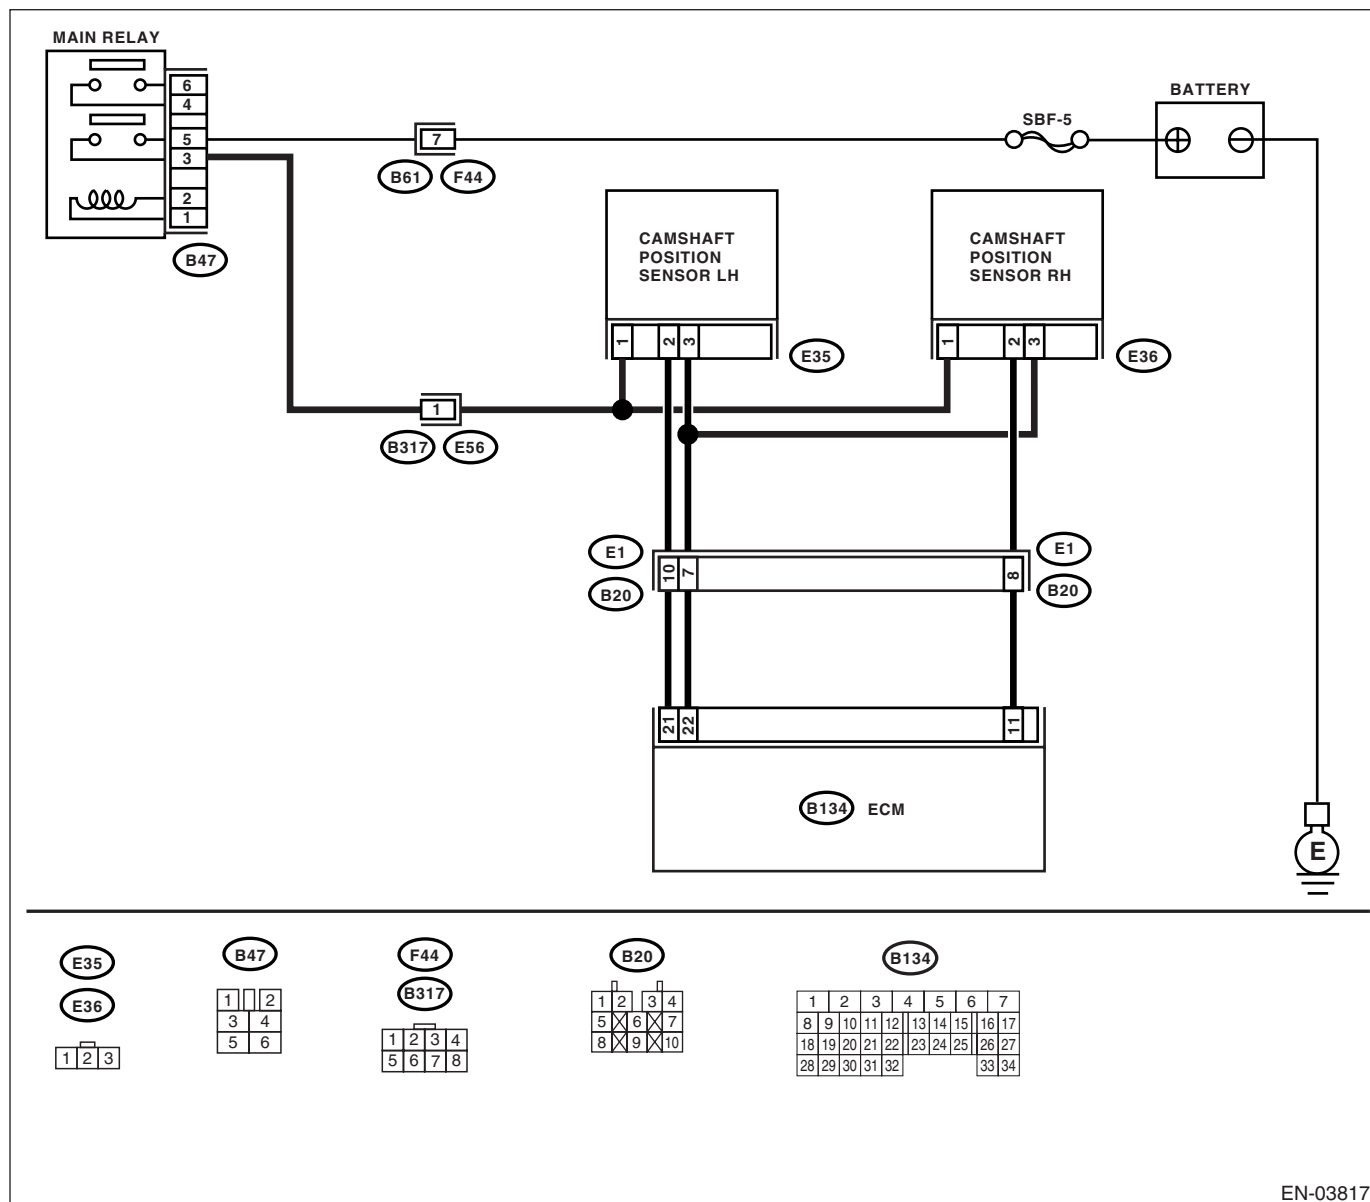 MAIN RELAY
6
4
5
3
2
1
B47
7
B61 F44
SBF-5
BATTERY
CAMSHAFT
POSITION
SENSOR LH
1 2 3
E35
CAMSHAFT
POSITION
SENSOR RH
1 2 3
E36
1
B317 E56
E1
B20
10 7 8
E1
B20
21 22 11
B134 ECM
E
E35
E36
1 2 3
B47
1 2
3 4
5 6
F44
B317
1 2 3 4
5 6 7 8
B20
1 2 3 4
5 6 7
8 9 10
B134
1 2 3 4 5 6 7
8 9 10 11 12 13 14 15 16 17
18 19 20 21 22 23 24 25 26 27
28 29 30 31 32 33 34
EN-03817